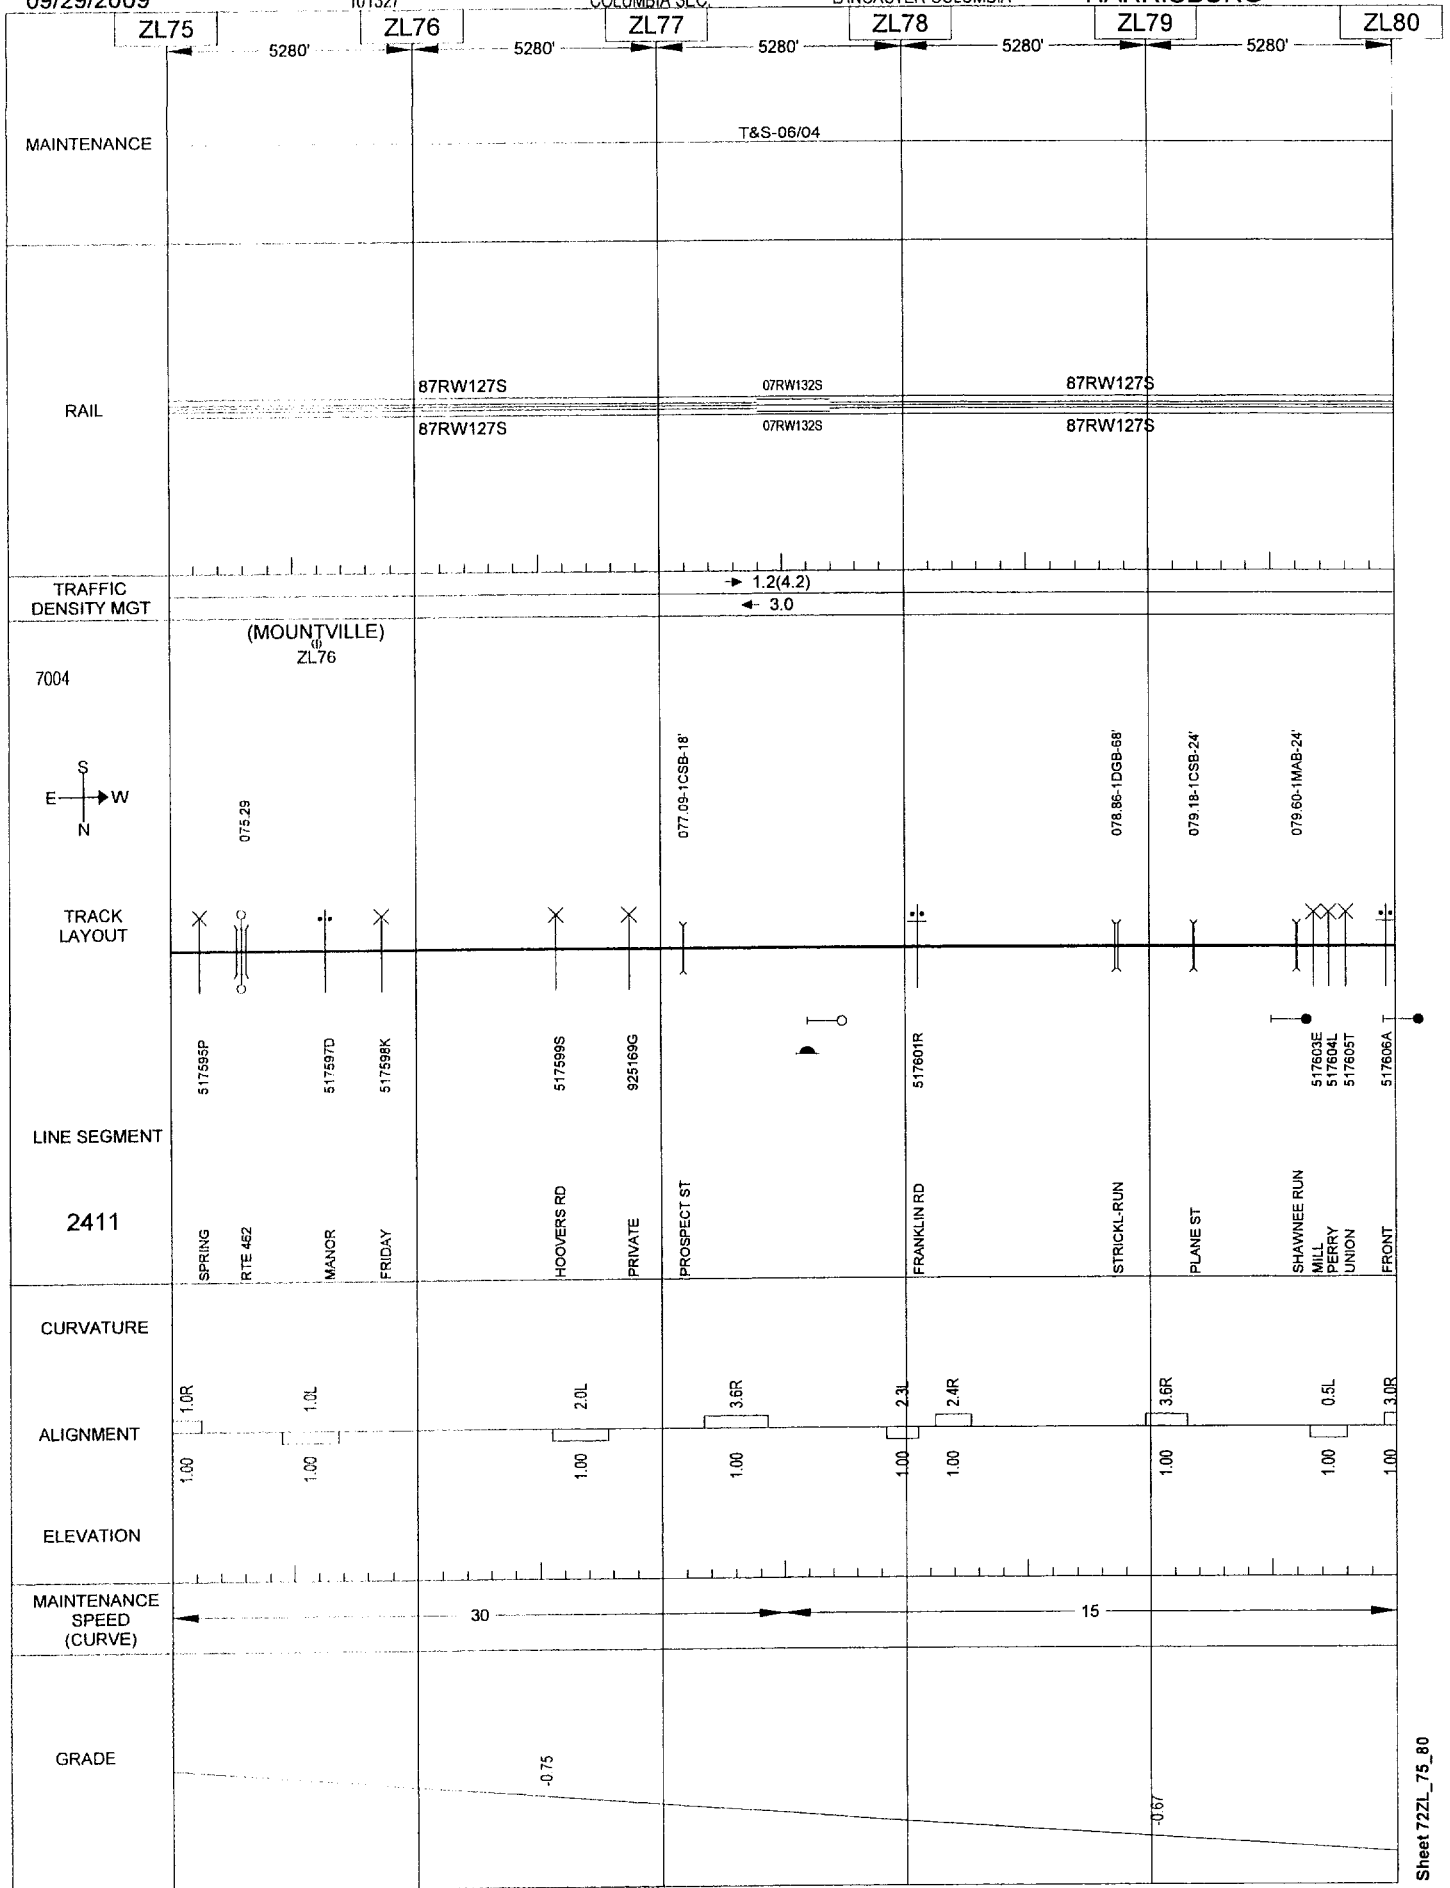 09/29/2009 101327 COLUMBIA SEC. LANCASTER-COLUMBIA HARRISBURG
ZL75 ZL76 ZL77 ZL78 ZL79 ZL80
5280' 5280' 5280' 5280' 5280'
MAINTENANCE
T&S-06/04
RAIL
87RW127S 07RW132S 87RW127S
87RW127S 07RW132S 87RW127S
TRAFFIC
DENSITY MGT
1.2(4.2)
3.0
(MOUNTVILLE)
(I)
ZL76
7004
S
E W
N
075.29
077.09-1CSB-18'
078.86-1DGB-68'
079.18-1CSB-24'
079.60-1MAB-24'
TRACK
LAYOUT
517595P
517597D
517598K
517599S
925169G
517601R
517603E
517604L
517605T
517606A
LINE SEGMENT
2411
SPRING
RTE 462
MANOR
FRIDAY
HOOVERS RD
PRIVATE
PROSPECT ST
FRANKLIN RD
STRICKL-RUN
PLANE ST
SHAWNEE RUN
MILL
PERRY
UNION
FRONT
CURVATURE
1.0R 1.0L 2.0L 3.6R 2.3L 2.4R 3.6R 0.5L 3.0R
ALIGNMENT
1.00 1.00 1.00 1.00 1.00 1.00 1.00 1.00 1.00
ELEVATION
MAINTENANCE
SPEED
(CURVE)
30 15
GRADE
-0.75
-0.67
Sheet 72ZL_75_80